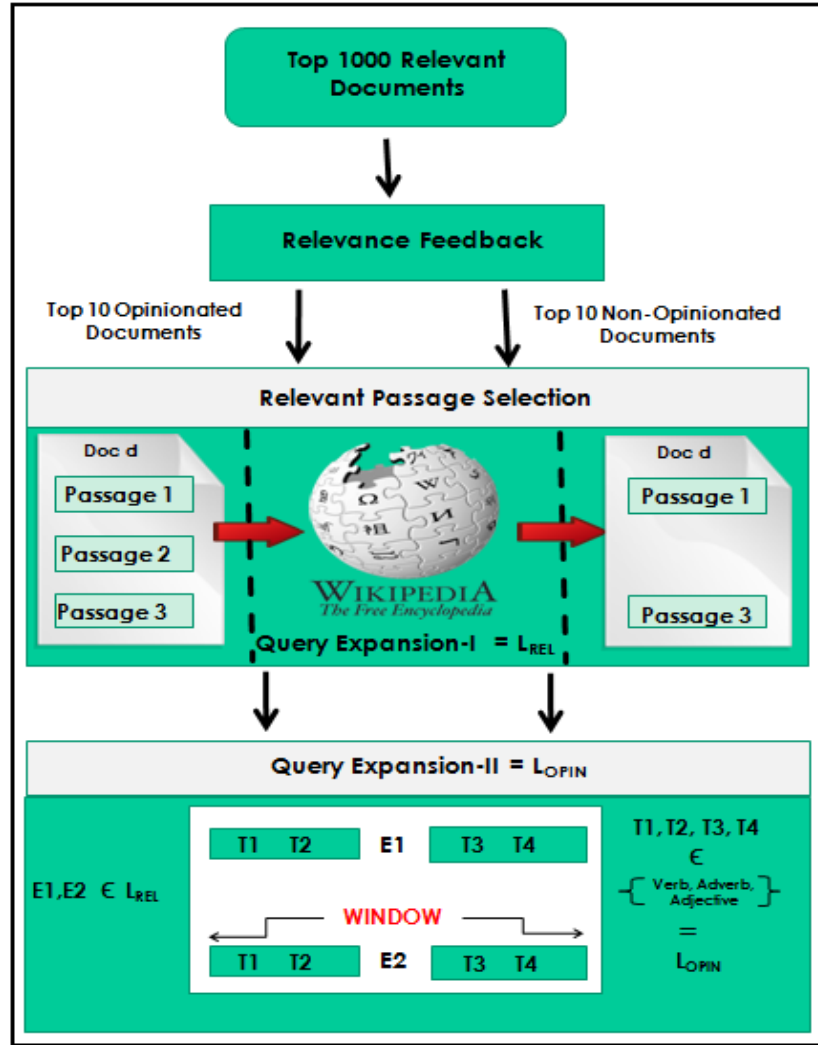 Top 1000 Relevant
Documents
Relevance Feedback
Top 10 Opinionated
Documents
Top 10 Non-Opinionated
Documents
Relevant Passage Selection
Doc d
Passage 1
Passage 2
Passage 3
WIKIPEDIA
The Free Encyclopedia
Doc d
Passage 1
Passage 3
Query Expansion-I = LREL
Query Expansion-II = LOPIN
E1,E2 ∈ LREL
T1 T2 E1 T3 T4
WINDOW
T1 T2 E2 T3 T4
T1, T2, T3, T4
∈
{ Verb, Adverb,
Adjective }
=
LOPIN